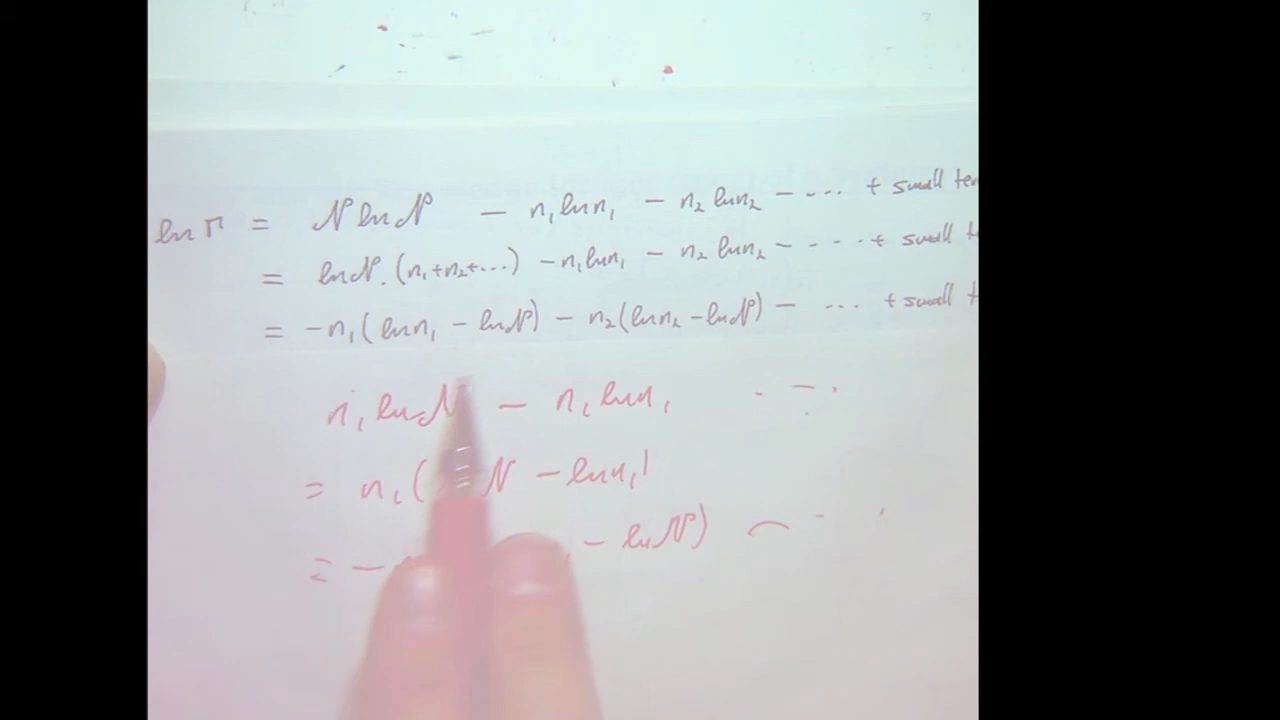 ln Γ = 𝒩 ln 𝒩 - n₁ ln n₁ - n₂ ln n₂ - .... + small
= ln 𝒩. (n₁+n₂+...) - n₁ ln n₁ - n₂ ln n₂ - .... + small
= -n₁(ln n₁ - ln 𝒩) - n₂(ln n₂ - ln 𝒩) - ... + small
n₁ ln 𝒩 - n₁ ln n₁ - - .
= n₁( 𝒩 - ln n₁)
= - - ln 𝒩) - - .